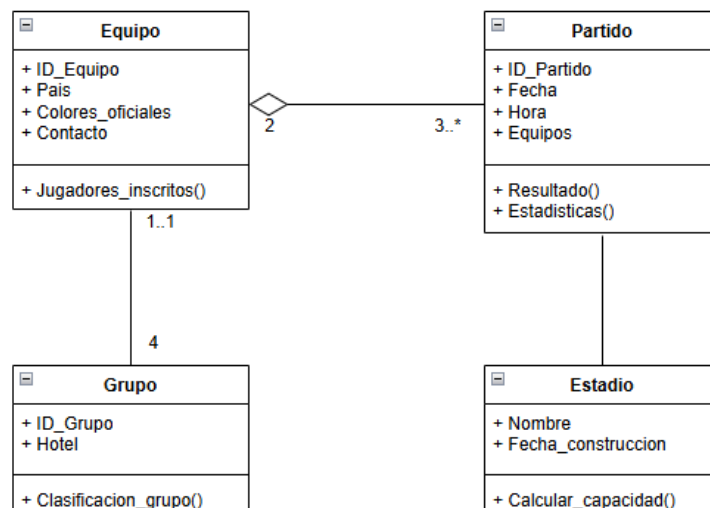 Equipo
+ ID_Equipo
+ Pais
+ Colores_oficiales
+ Contacto
+ Jugadores_inscritos()
2
3..*
Partido
+ ID_Partido
+ Fecha
+ Hora
+ Equipos
+ Resultado()
+ Estadisticas()
1..1
4
Grupo
+ ID_Grupo
+ Hotel
+ Clasificacion_grupo()
Estadio
+ Nombre
+ Fecha_construccion
+ Calcular_capacidad()